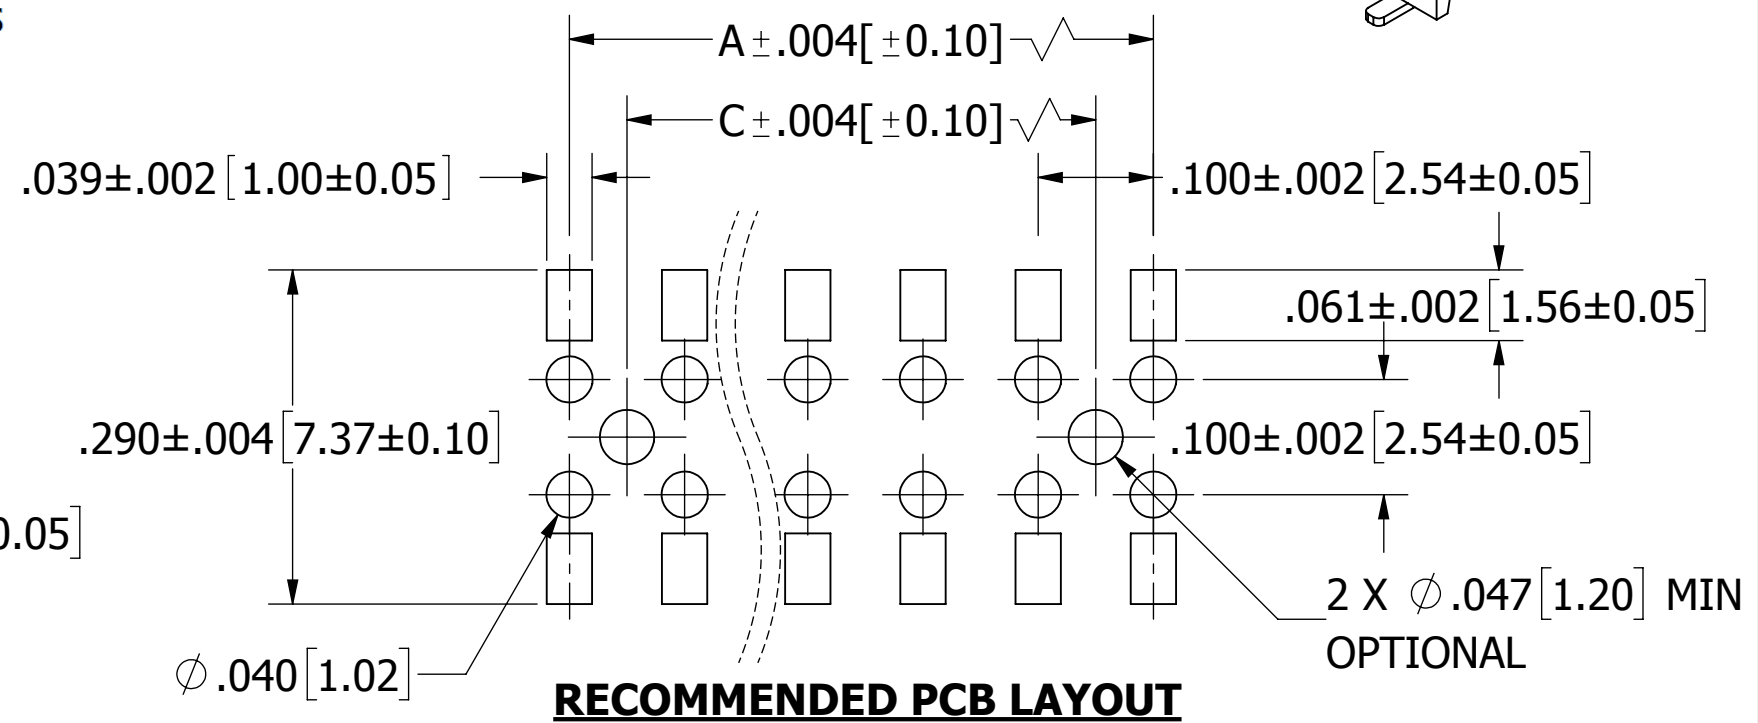 S
A±.004[±0.10]
C±.004[±0.10]
.039±.002[1.00±0.05]
.100±.002[2.54±0.05]
.061±.002[1.56±0.05]
.290±.004[7.37±0.10]
.100±.002[2.54±0.05]
0.05]
2 X ⌀.047[1.20] MIN
OPTIONAL
⌀.040[1.02]
RECOMMENDED PCB LAYOUT